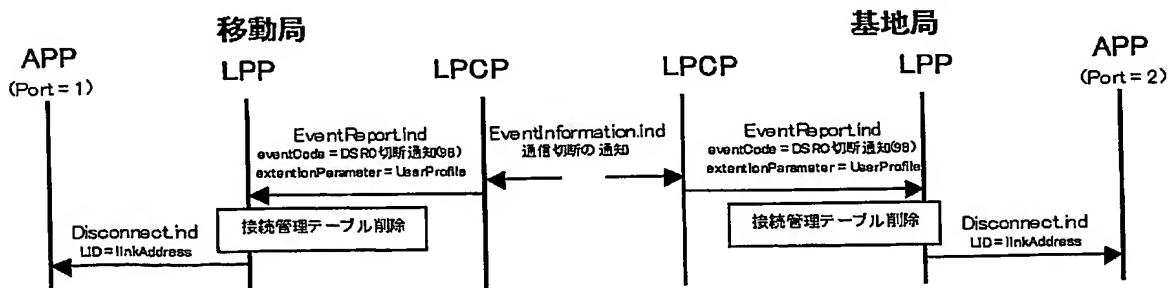 移動局
基地局
APP
(Port = 1)
LPP
LPCP
LPCP
LPP
APP
(Port = 2)
EventReport.ind
eventCode = DSRC切断通知(98)
extentionParameter = UserProfile
EventInformation.ind
通信切断の 通知
EventReport.ind
eventCode = DSRC切断通知(98)
extentionParameter = UserProfile
接続管理テーブル削除
接続管理テーブル削除
Disconnect.ind
LID = linkAddress
Disconnect.ind
LID = linkAddress